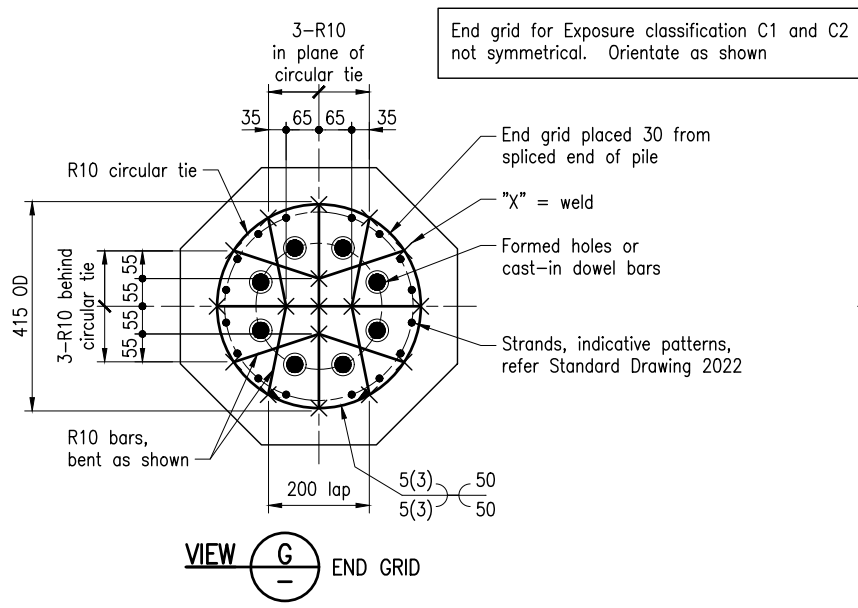 3-R10
in plane of
circular tie
End grid for Exposure classification C1 and C2
not symmetrical. Orientate as shown
35 65 65 35
R10 circular tie
End grid placed 30 from
spliced end of pile
"X" = weld
Formed holes or
cast-in dowel bars
415 OD
3-R10 behind
circular tie
55 55
55 55
Strands, indicative patterns,
refer Standard Drawing 2022
R10 bars,
bent as shown
200 lap
5(3) 50
5(3) 50
VIEW G END GRID
–